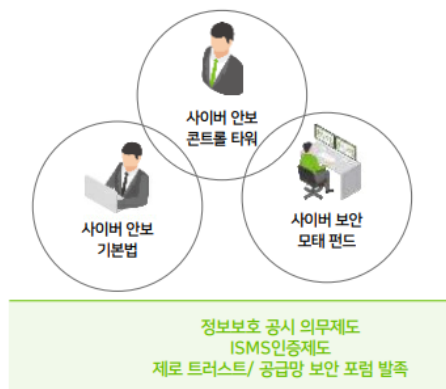 사이버 안보
콘트롤 타워
사이버 안보
기본법
사이버 보안
모태 펀드
정보보호 공시 의무제도
ISMS인증제도
제로 트러스트/ 공급망 보안 포럼 발족